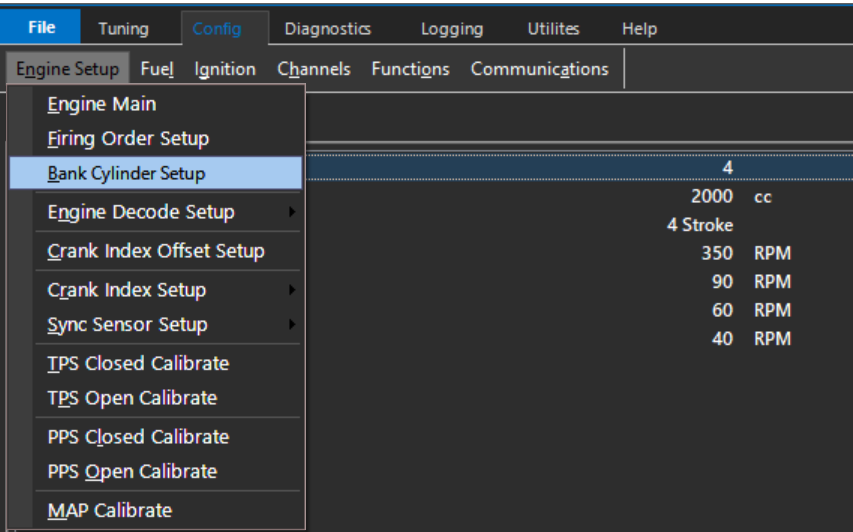 File Tuning Config Diagnostics Logging Utilites Help
Engine Setup Fuel Ignition Channels Functions Communications
Engine Main
Firing Order Setup
Bank Cylinder Setup
4
Engine Decode Setup
2000 cc
4 Stroke
Crank Index Offset Setup
350 RPM
Crank Index Setup
90 RPM
Sync Sensor Setup
60 RPM
40 RPM
TPS Closed Calibrate
TPS Open Calibrate
PPS Closed Calibrate
PPS Open Calibrate
MAP Calibrate